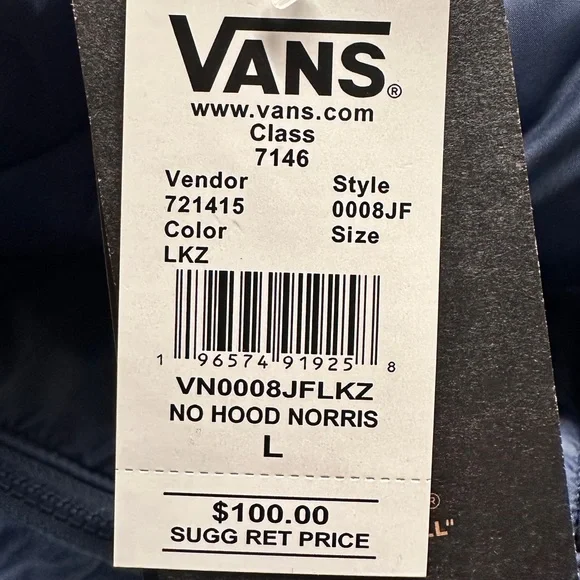 VANS®
www.vans.com
Class
7146
Vendor Style
721415 0008JF
Color Size
LKZ
1 96574 91925 8
VN0008JFLKZ
NO HOOD NORRIS
L
$100.00
SUGG RET PRICE
®